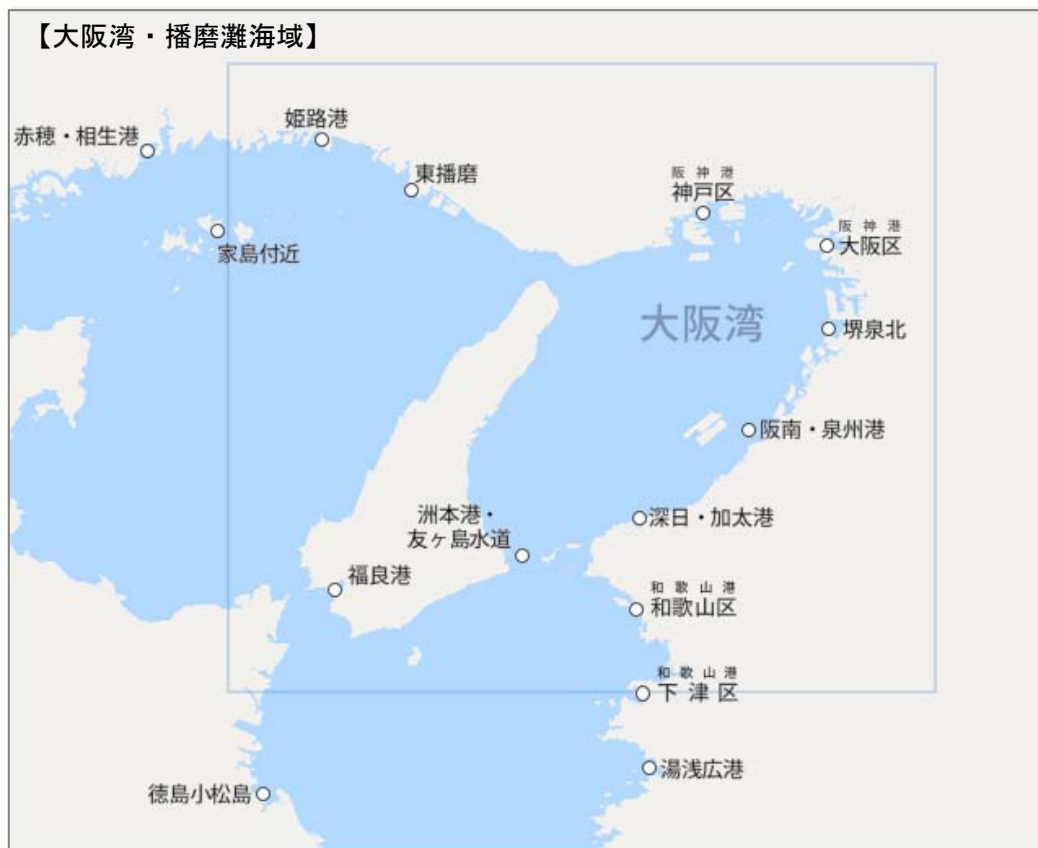 【大阪湾・播磨灘海域】
姫路港
赤穂・相生港
東播磨
阪神港
神戸区
阪神港
大阪区
家島付近
大阪湾
堺泉北
阪南・泉州港
洲本港・
友ヶ島水道
深日・加太港
福良港
和歌山港
和歌山区
和歌山港
下津区
湯浅広港
徳島小松島